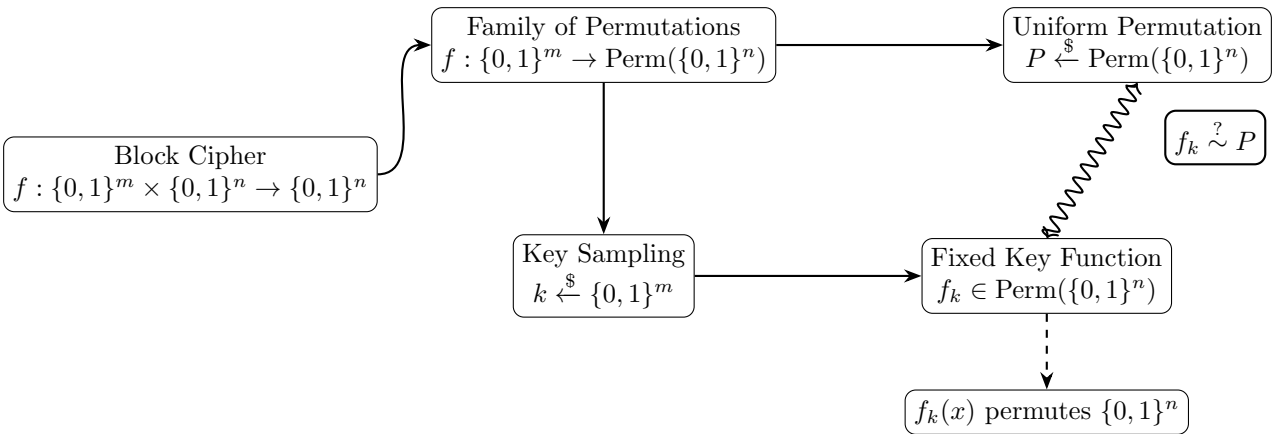 Family of Permutations
f : {0, 1}^m → Perm({0, 1}^n)
Uniform Permutation
P ←$ Perm({0, 1}^n)
f_k ∼? P
Block Cipher
f : {0, 1}^m × {0, 1}^n → {0, 1}^n
Key Sampling
k ←$ {0, 1}^m
Fixed Key Function
f_k ∈ Perm({0, 1}^n)
f_k(x) permutes {0, 1}^n